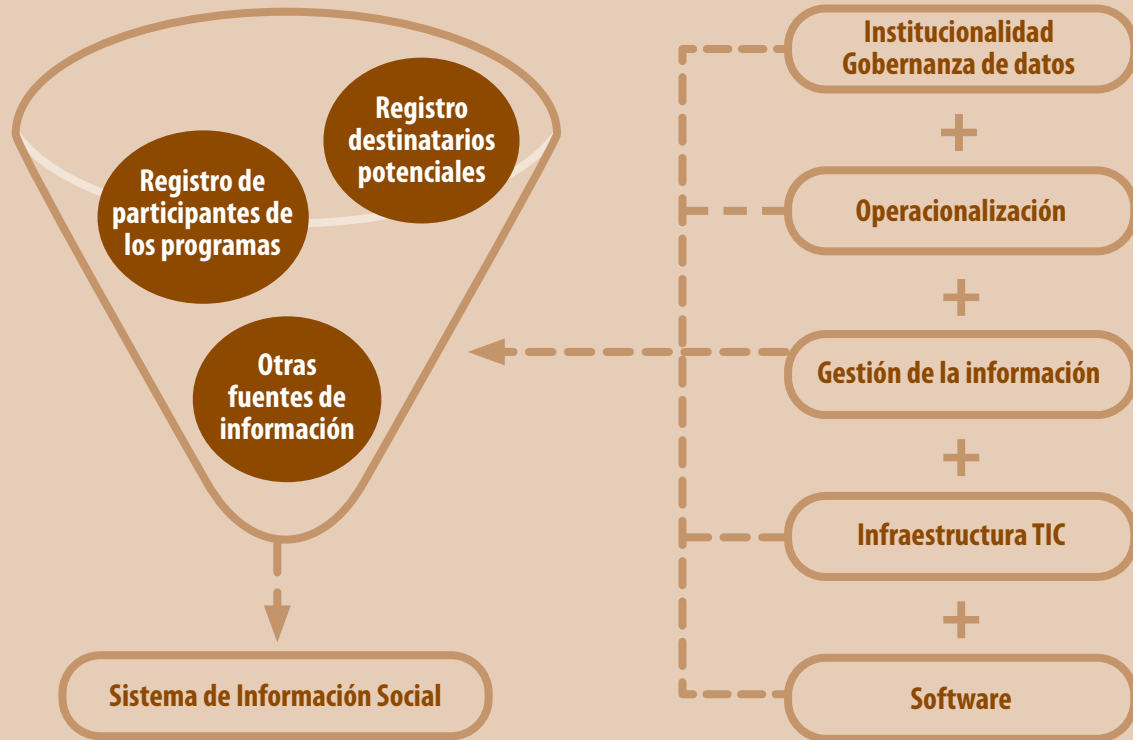 Registro
destinatarios
potenciales
Registro de
participantes de
los programas
Otras
fuentes de
información
Sistema de Información Social
Institucionalidad
Gobernanza de datos
+
Operacionalización
+
Gestión de la información
+
Infraestructura TIC
+
Software